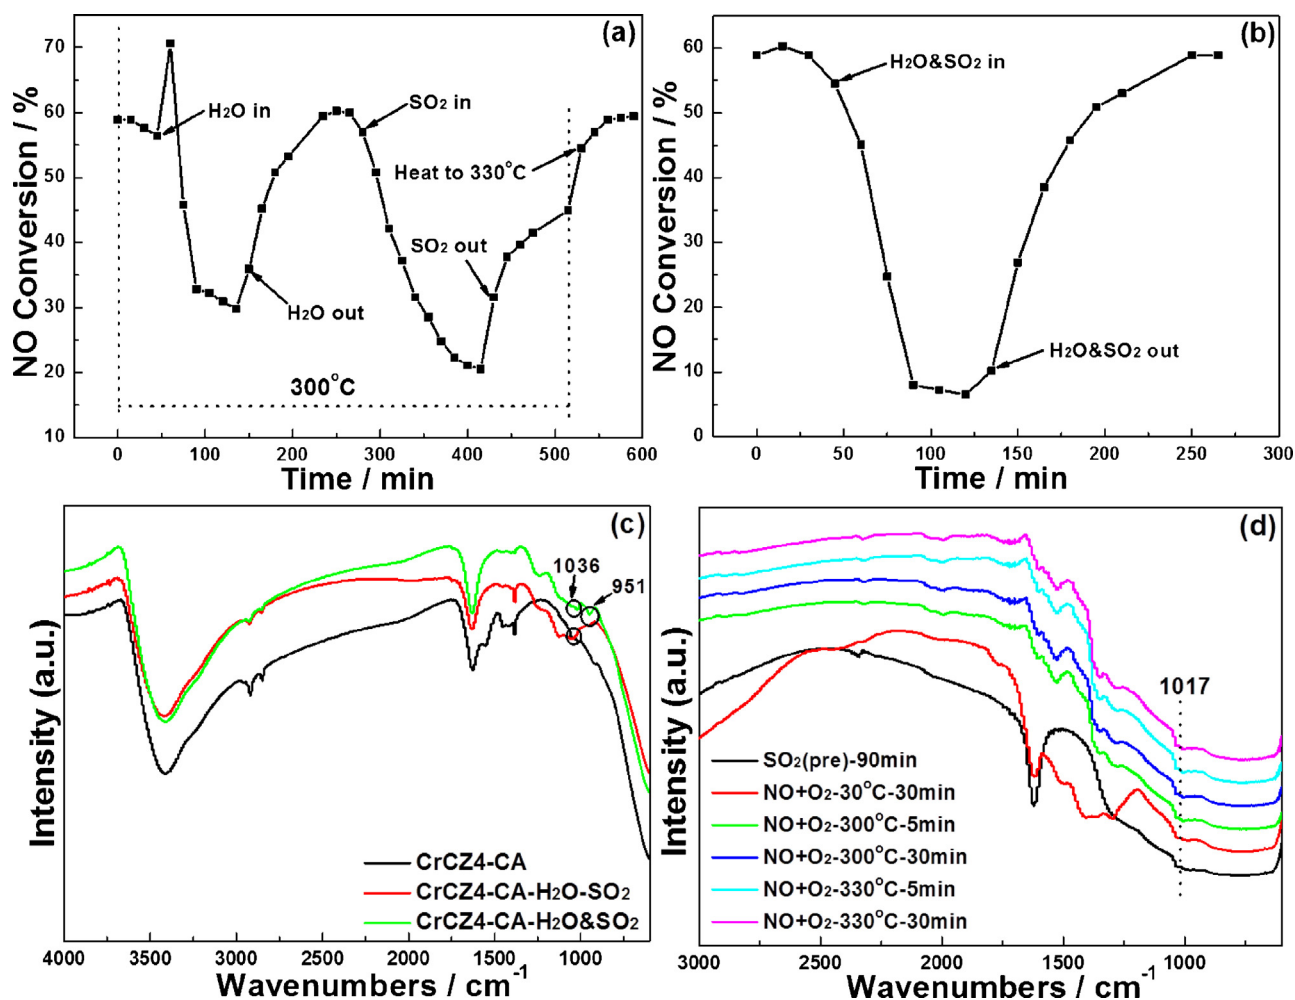 (a)
NO Conversion / %
70
60
50
40
30
20
10
H2O in
H2O out
SO2 in
Heat to 330°C
SO2 out
300°C
0 100 200 300 400 500 600
Time / min
(b)
NO Conversion / %
60
50
40
30
20
10
0
H2O&SO2 in
H2O&SO2 out
0 50 100 150 200 250 300
Time / min
(c)
Intensity (a.u.)
1036
951
CrCZ4-CA
CrCZ4-CA-H2O-SO2
CrCZ4-CA-H2O&SO2
4000 3500 3000 2500 2000 1500 1000
Wavenumbers / cm-1
(d)
Intensity (a.u.)
1017
SO2(pre)-90min
NO+O2-30°C-30min
NO+O2-300°C-5min
NO+O2-300°C-30min
NO+O2-330°C-5min
NO+O2-330°C-30min
3000 2500 2000 1500 1000
Wavenumbers / cm-1